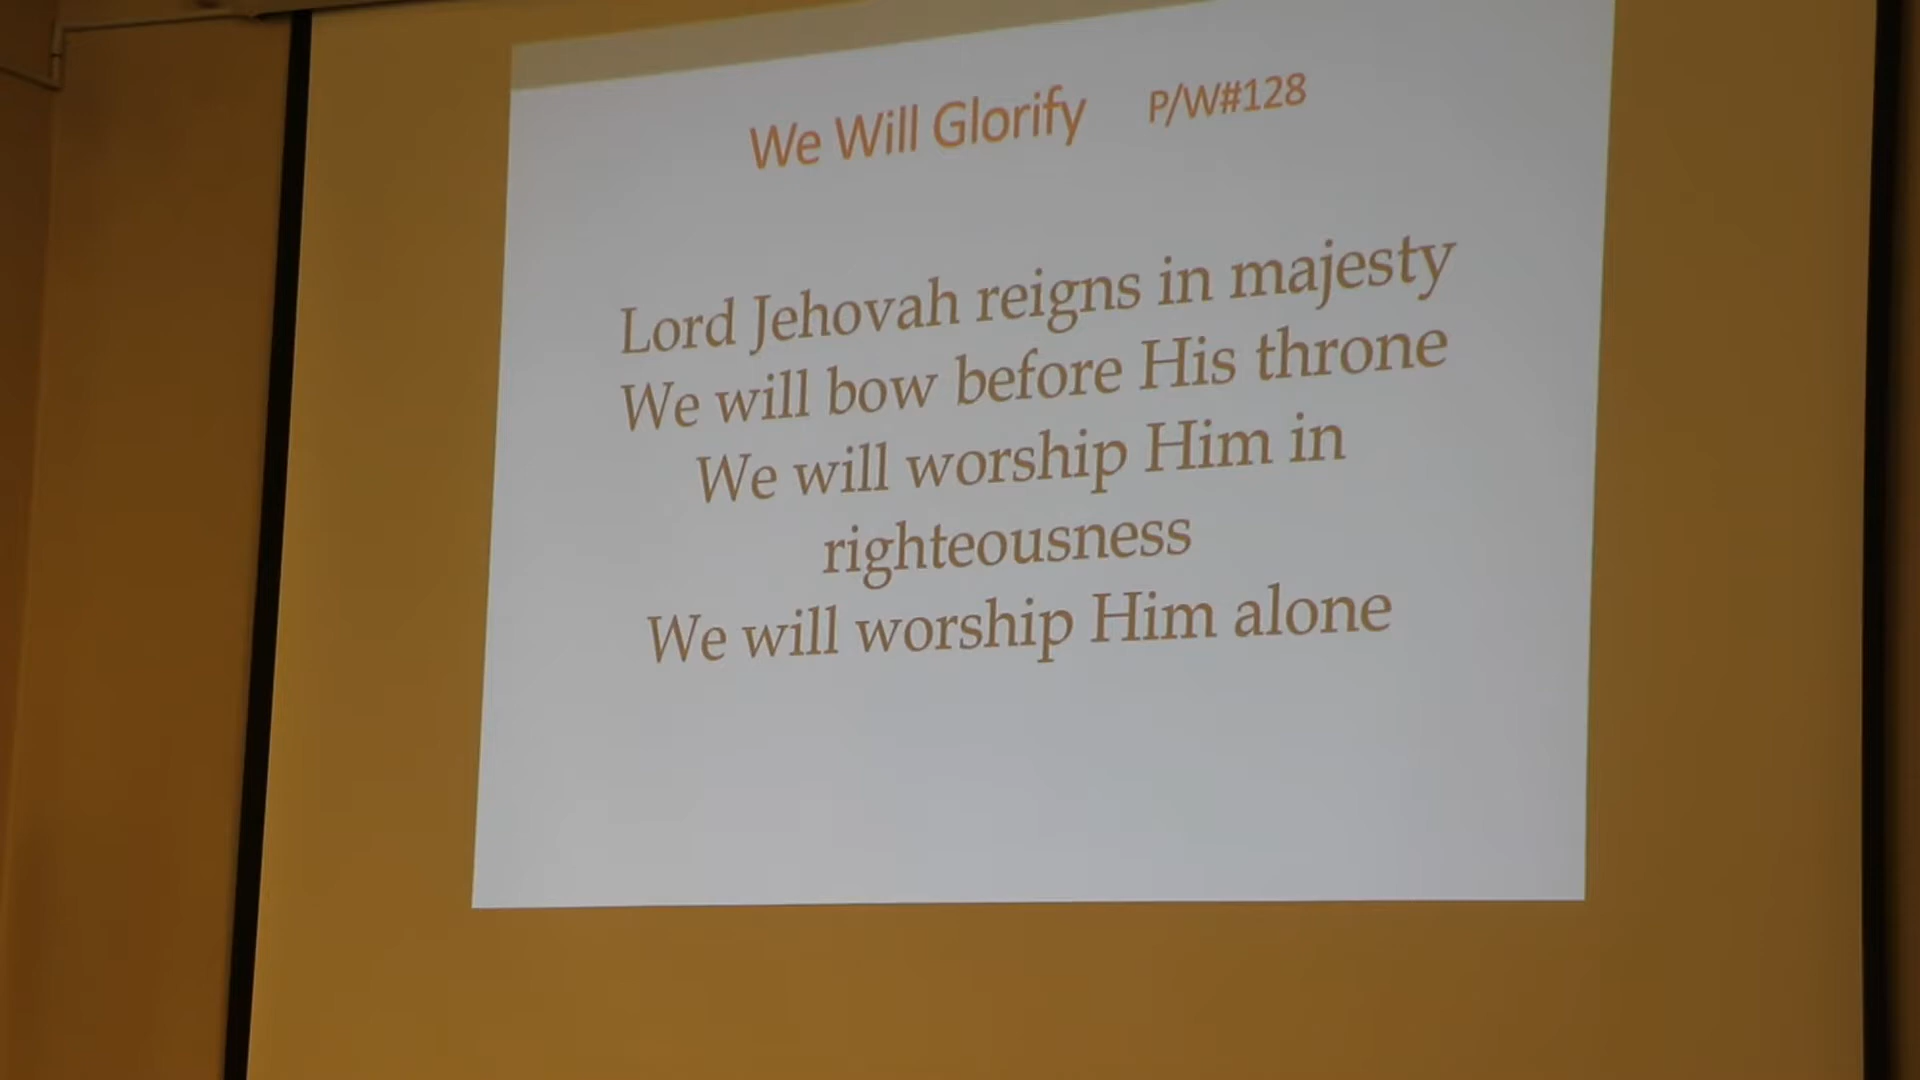 We Will Glorify P/W#128
Lord Jehovah reigns in majesty
We will bow before His throne
We will worship Him in
righteousness
We will worship Him alone